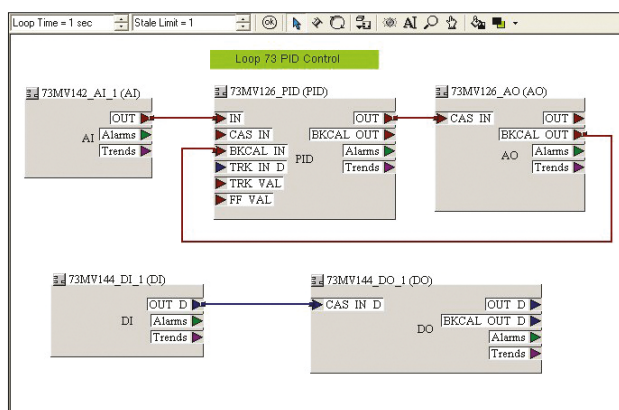 Loop Time = 1 sec Stale Limit = 1 ok AI
Loop 73 PID Control
73MV142_AI_1 (AI)
OUT
AI
Alarms
Trends
73MV126_PID (PID)
IN
CAS IN
BKCAL IN
TRK IN D
TRK VAL
FF VAL
PID
OUT
BKCAL OUT
Alarms
Trends
73MV126_AO (AO)
CAS IN
OUT
BKCAL OUT
AO
Alarms
Trends
73MV144_DI_1 (DI)
OUT D
DI
Alarms
Trends
73MV144_DO_1 (DO)
CAS IN D
OUT D
BKCAL OUT D
DO
Alarms
Trends